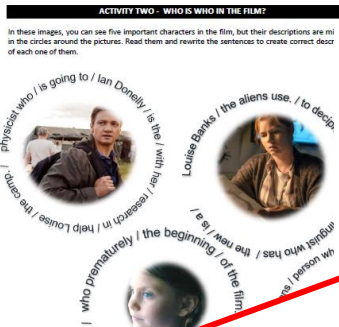 ACTIVITY TWO - WHO IS WHO IN THE FILM?
In these images, you can see five important characters in the film, but their descriptions are mi
in the circles around the pictures. Read them and rewrite the sentences to create correct descr
of each one of them.
physicist who / is going to / Ian Donelly / is the / with her / research in / help Louise / the camp. /
Louise Banks / the aliens use. / to decip
nguist who has / new / is a /
/ who prematurely / the beginning / of the film.
ns / person wh